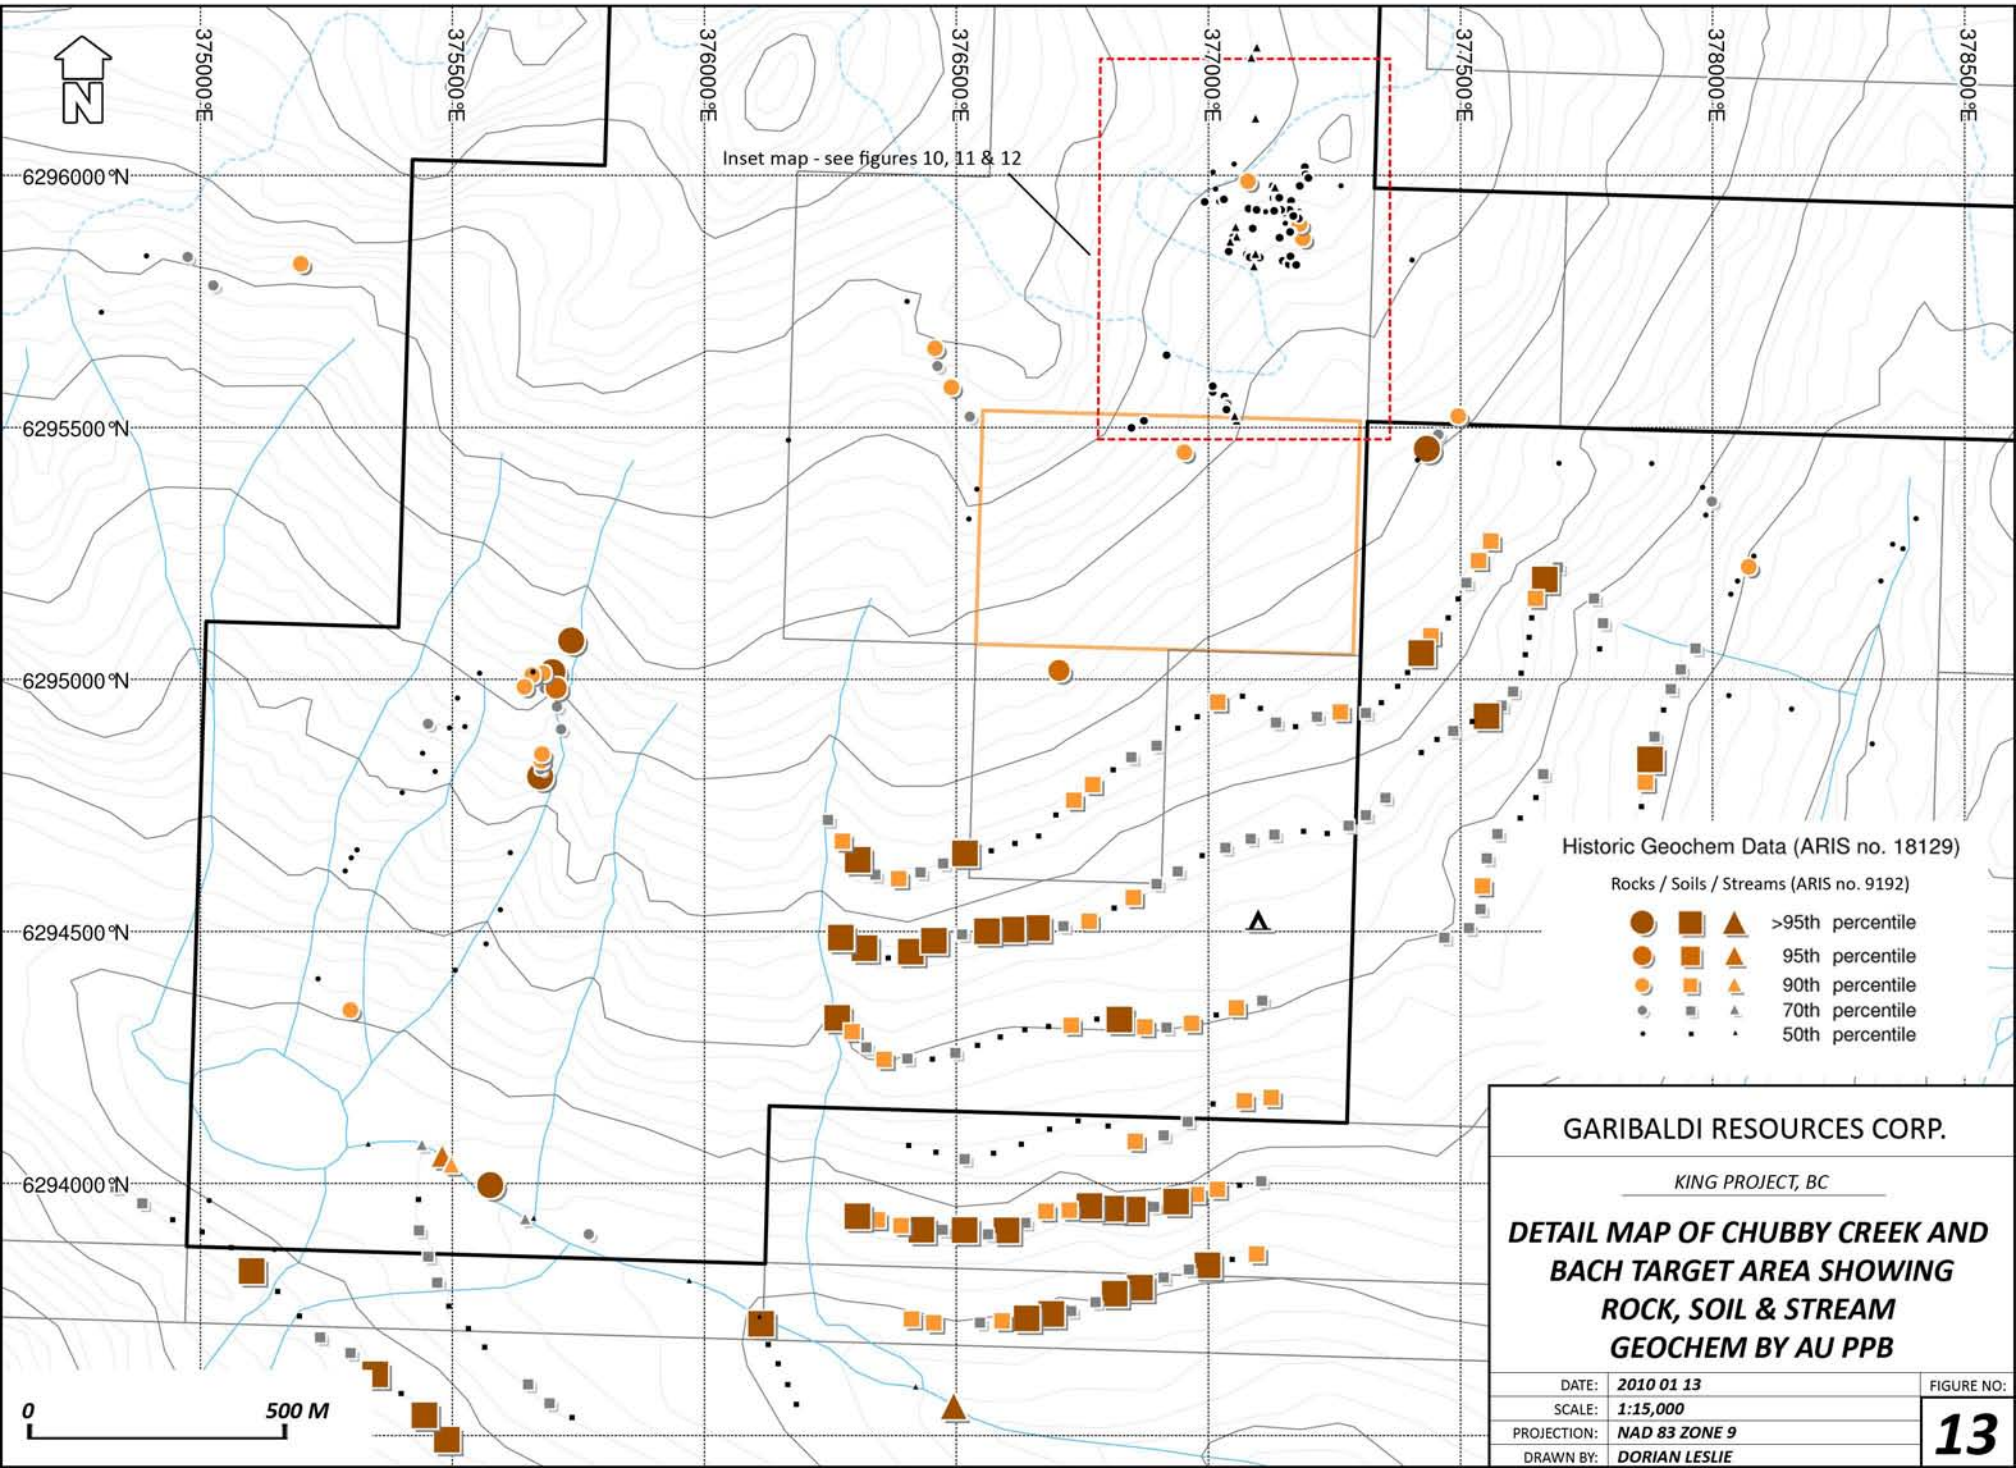 375000°E
375500°E
376000°E
376500°E
377000°E
377500°E
378000°E
378500°E
N
Inset map - see figures 10, 11 & 12
6296000°N
6295500°N
6295000°N
6294500°N
6294000°N
Historic Geochem Data (ARIS no. 18129)
Rocks / Soils / Streams (ARIS no. 9192)
>95th percentile
95th percentile
90th percentile
70th percentile
50th percentile
GARIBALDI RESOURCES CORP.
KING PROJECT, BC
DETAIL MAP OF CHUBBY CREEK AND
BACH TARGET AREA SHOWING
ROCK, SOIL & STREAM
GEOCHEM BY AU PPB
DATE: 2010 01 13
SCALE: 1:15,000
PROJECTION: NAD 83 ZONE 9
DRAWN BY: DORIAN LESLIE
FIGURE NO:
13
0 500 M